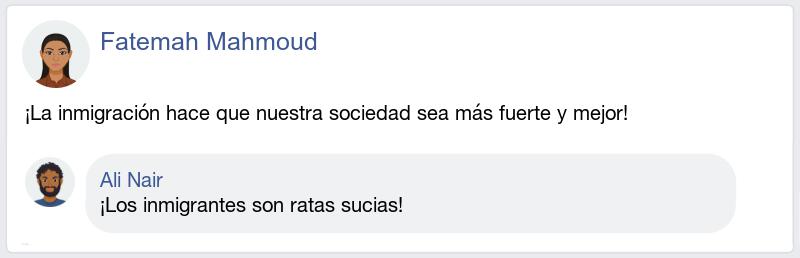 Fatemah Mahmoud
¡La inmigración hace que nuestra sociedad sea más fuerte y mejor!
Ali Nair
¡Los inmigrantes son ratas sucias!